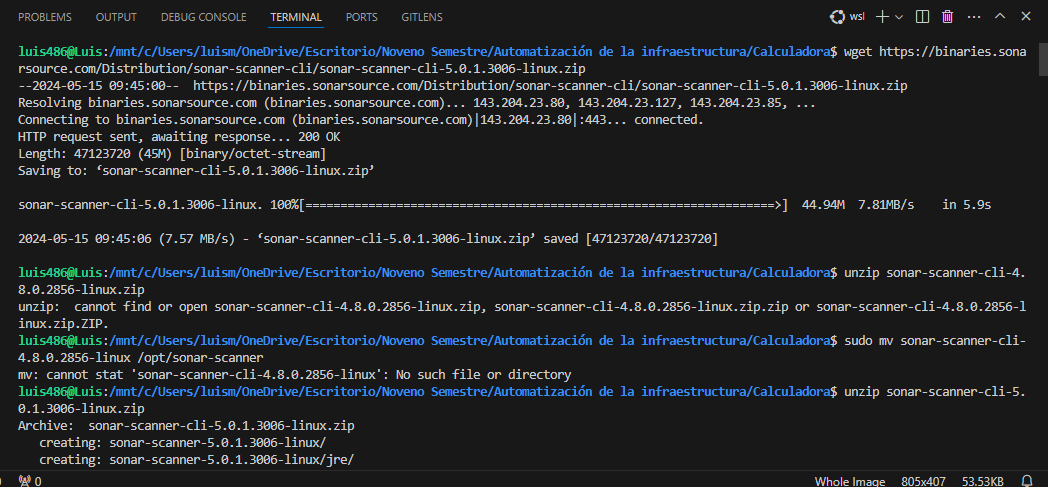 PROBLEMS OUTPUT DEBUG CONSOLE TERMINAL PORTS GITLENS wsl
luis486@Luis:/mnt/c/Users/luism/OneDrive/Escritorio/Noveno Semestre/Automatización de la infraestructura/Calculadora$ wget https://binaries.sona
rsource.com/Distribution/sonar-scanner-cli/sonar-scanner-cli-5.0.1.3006-linux.zip
--2024-05-15 09:45:00--  https://binaries.sonarsource.com/Distribution/sonar-scanner-cli/sonar-scanner-cli-5.0.1.3006-linux.zip
Resolving binaries.sonarsource.com (binaries.sonarsource.com)... 143.204.23.80, 143.204.23.127, 143.204.23.85, ...
Connecting to binaries.sonarsource.com (binaries.sonarsource.com)|143.204.23.80|:443... connected.
HTTP request sent, awaiting response... 200 OK
Length: 47123720 (45M) [binary/octet-stream]
Saving to: ‘sonar-scanner-cli-5.0.1.3006-linux.zip’
sonar-scanner-cli-5.0.1.3006-linux. 100%[===================================================================>]  44.94M  7.81MB/s    in 5.9s
2024-05-15 09:45:06 (7.57 MB/s) - ‘sonar-scanner-cli-5.0.1.3006-linux.zip’ saved [47123720/47123720]
luis486@Luis:/mnt/c/Users/luism/OneDrive/Escritorio/Noveno Semestre/Automatización de la infraestructura/Calculadora$ unzip sonar-scanner-cli-4.
8.0.2856-linux.zip
unzip:  cannot find or open sonar-scanner-cli-4.8.0.2856-linux.zip, sonar-scanner-cli-4.8.0.2856-linux.zip.zip or sonar-scanner-cli-4.8.0.2856-l
inux.zip.ZIP.
luis486@Luis:/mnt/c/Users/luism/OneDrive/Escritorio/Noveno Semestre/Automatización de la infraestructura/Calculadora$ sudo mv sonar-scanner-cli-
4.8.0.2856-linux /opt/sonar-scanner
mv: cannot stat 'sonar-scanner-cli-4.8.0.2856-linux': No such file or directory
luis486@Luis:/mnt/c/Users/luism/OneDrive/Escritorio/Noveno Semestre/Automatización de la infraestructura/Calculadora$ unzip sonar-scanner-cli-5.
0.1.3006-linux.zip
Archive:  sonar-scanner-cli-5.0.1.3006-linux.zip
   creating: sonar-scanner-5.0.1.3006-linux/
   creating: sonar-scanner-5.0.1.3006-linux/jre/
0 Whole Image 805x407 53.53KB